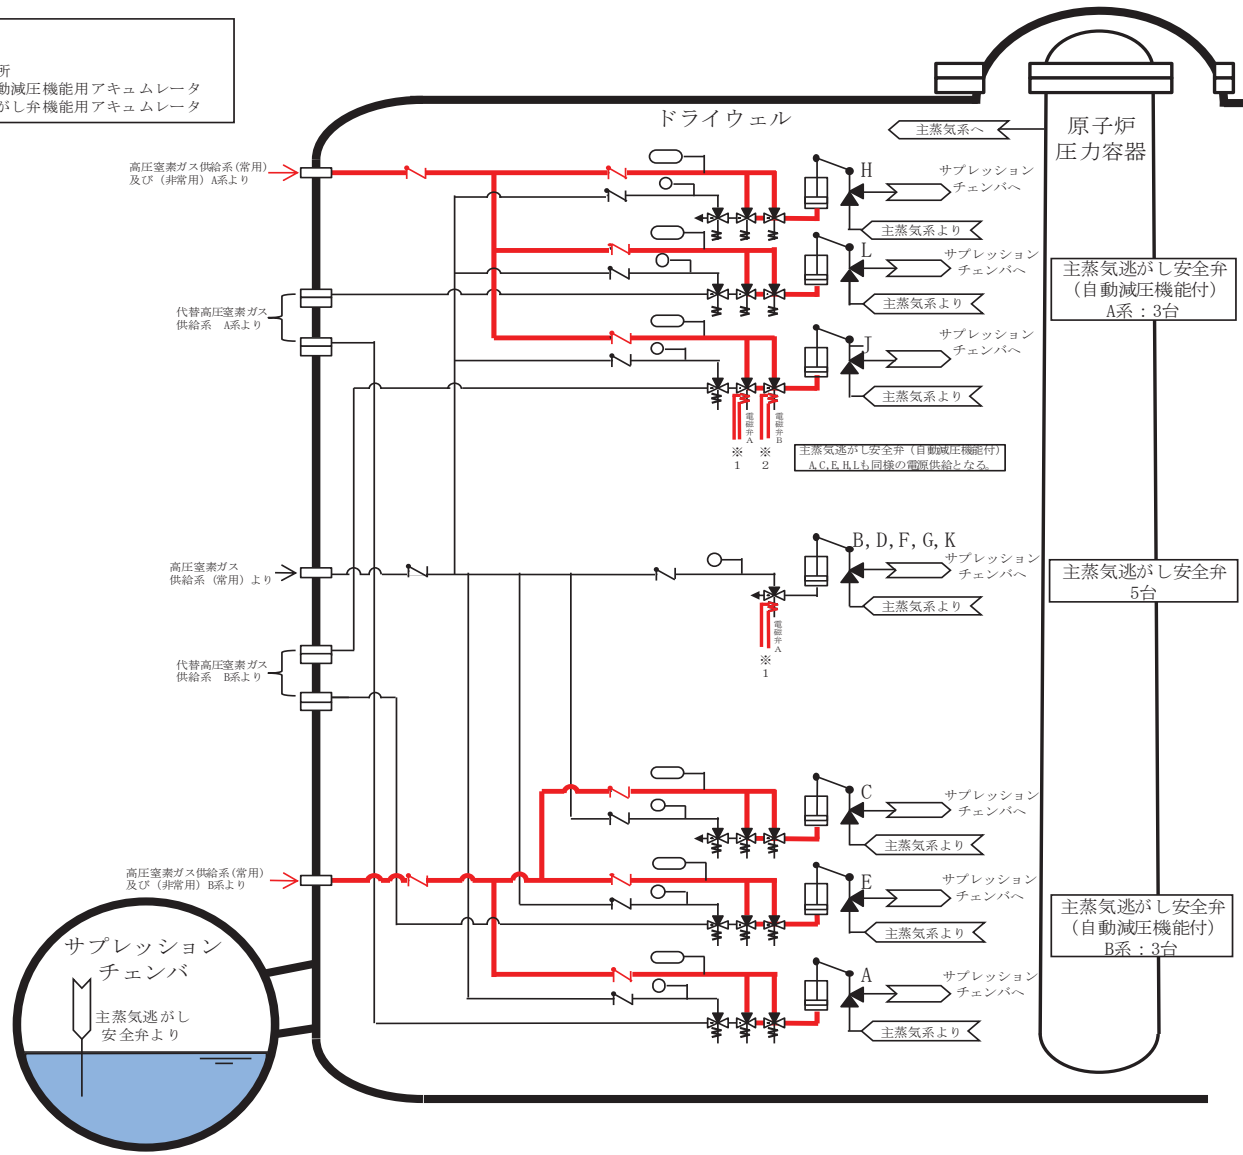 所
動減圧機能用アキュムレータ
がし弁機能用アキュムレータ
ドライウェル
主蒸気系へ
原子炉
圧力容器
高圧窒素ガス供給系(常用)
及び（非常用）A系より
H
サプレッション
チェンバへ
主蒸気系より
L
サプレッション
チェンバへ
主蒸気系より
主蒸気逃がし安全弁
（自動減圧機能付）
A系：3台
代替高圧窒素ガス
供給系　A系より
J
サプレッション
チェンバへ
主蒸気系より
電磁弁A
電磁弁B
※1
※2
主蒸気逃がし安全弁（自動減圧機能付）
A,C,E,H,Lも同様の電原供給となる。
B,D,F,G,K
サプレッション
チェンバへ
主蒸気系より
主蒸気逃がし安全弁
5台
高圧窒素ガス
供給系（常用）より
電磁弁A
※1
代替高圧窒素ガス
供給系　B系より
C
サプレッション
チェンバへ
主蒸気系より
高圧窒素ガス供給系(常用)
及び（非常用）B系より
E
サプレッション
チェンバへ
主蒸気系より
主蒸気逃がし安全弁
（自動減圧機能付）
B系：3台
A
サプレッション
チェンバへ
主蒸気系より
サプレッション
チェンバ
主蒸気逃がし
安全弁より